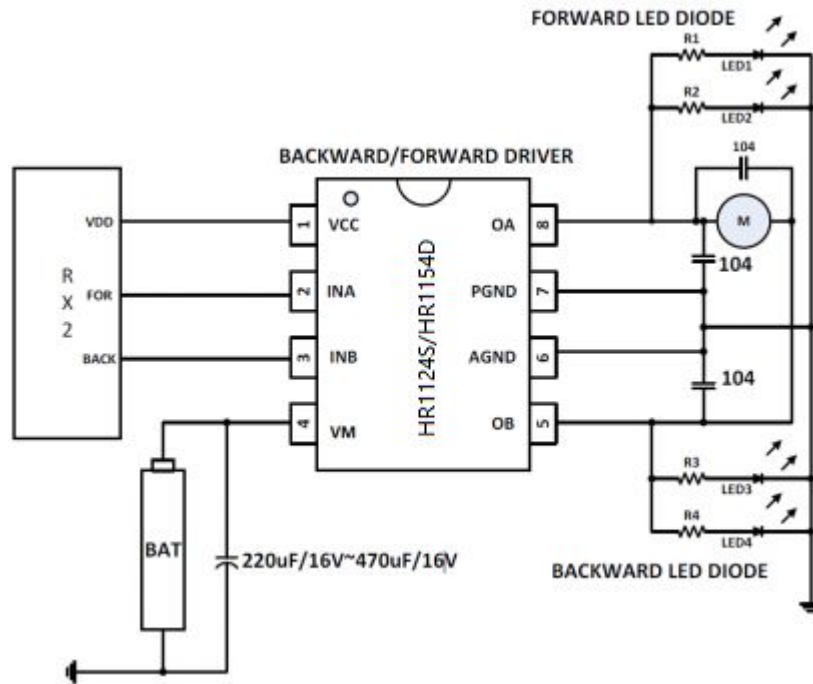 FORWARD LED DIODE
R1
LED1
R2
LED2
104
BACKWARD/FORWARD DRIVER
RX2
VDD
FOR
BACK
1
VCC
2
INA
3
INB
4
VM
HR1124S/HR1154D
OA
8
PGND
7
AGND
6
OB
5
M
104
104
R3
LED3
R4
LED4
BACKWARD LED DIODE
BAT
220uF/16V~470uF/16V